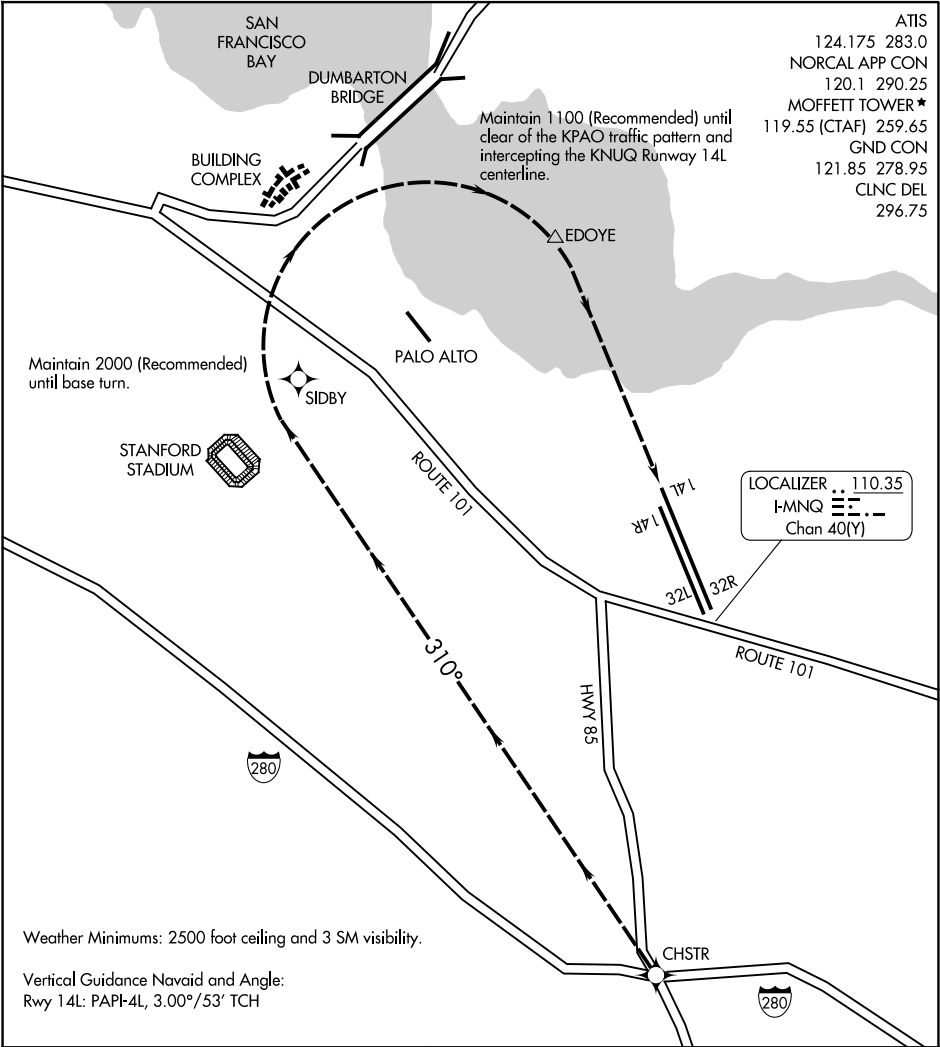 SAN
FRANCISCO
BAY
DUMBARTON
BRIDGE
ATIS
124.175 283.0
NORCAL APP CON
120.1 290.25
MOFFETT TOWER★
119.55 (CTAF) 259.65
GND CON
121.85 278.95
CLNC DEL
296.75
Maintain 1100 (Recommended) until
clear of the KPAO traffic pattern and
intercepting the KNUQ Runway 14L
centerline.
BUILDING
COMPLEX
EDOYE
PALO ALTO
Maintain 2000 (Recommended)
until base turn.
SIDBY
STANFORD
STADIUM
ROUTE 101
14L
14R
LOCALIZER 110.35
I-MNQ
Chan 40(Y)
32L
32R
ROUTE 101
310°
HWY 85
280
Weather Minimums: 2500 foot ceiling and 3 SM visibility.
CHSTR
Vertical Guidance Navaid and Angle:
Rwy 14L: PAPI-4L, 3.00°/53' TCH
280